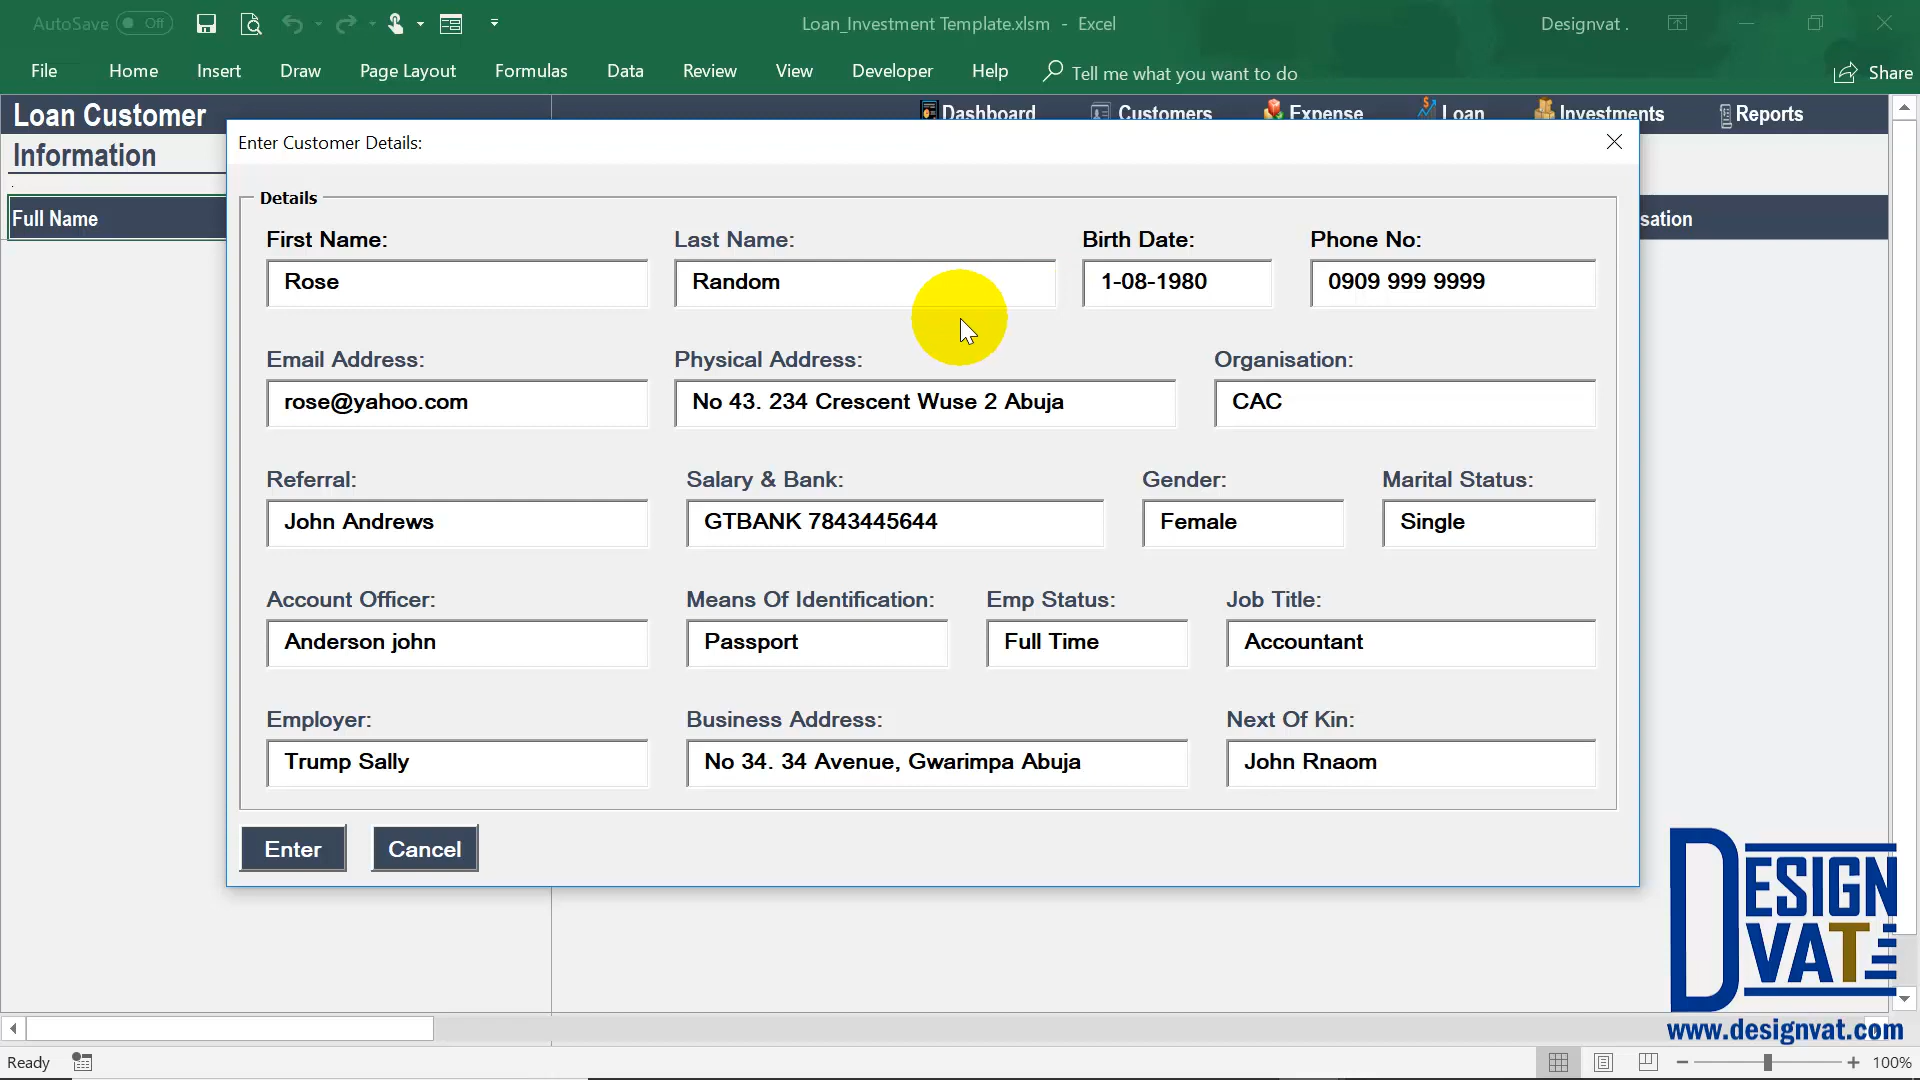 AutoSave Off
Loan_Investment Template.xlsm - Excel
Designvat .
File Home Insert Draw Page Layout Formulas Data Review View Developer Help Tell me what you want to do Share
Loan Customer
Dashboard Customers Expense Loan Investments Reports
Information
Enter Customer Details:
Full Name
sation
Details
First Name: Last Name: Birth Date: Phone No:
Rose Random 1-08-1980 0909 999 9999
Email Address: Physical Address: Organisation:
rose@yahoo.com No 43. 234 Crescent Wuse 2 Abuja CAC
Referral: Salary & Bank: Gender: Marital Status:
John Andrews GTBANK 7843445644 Female Single
Account Officer: Means Of Identification: Emp Status: Job Title:
Anderson john Passport Full Time Accountant
Employer: Business Address: Next Of Kin:
Trump Sally No 34. 34 Avenue, Gwarimpa Abuja John Rnaom
Enter Cancel
DESIGN
VAT
www.designvat.com
Ready
100%